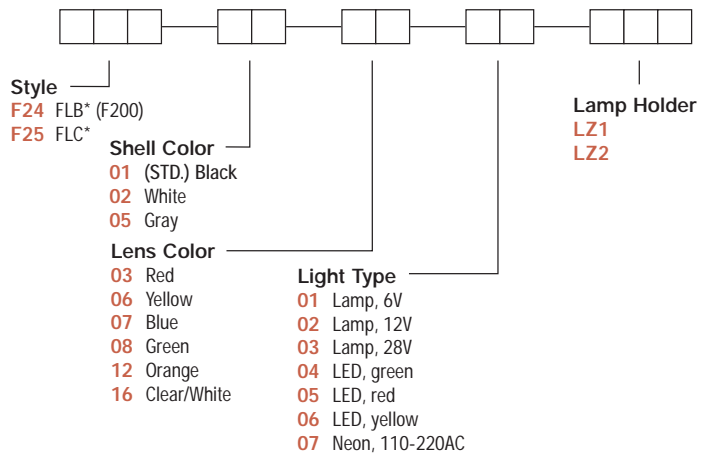 Style
F24 FLB* (F200)
F25 FLC*
Shell Color
01 (STD.) Black
02 White
05 Gray
Lens Color
03 Red
06 Yellow
07 Blue
08 Green
12 Orange
16 Clear/White
Light Type
01 Lamp, 6V
02 Lamp, 12V
03 Lamp, 28V
04 LED, green
05 LED, red
06 LED, yellow
07 Neon, 110-220AC
Lamp Holder
LZ1
LZ2